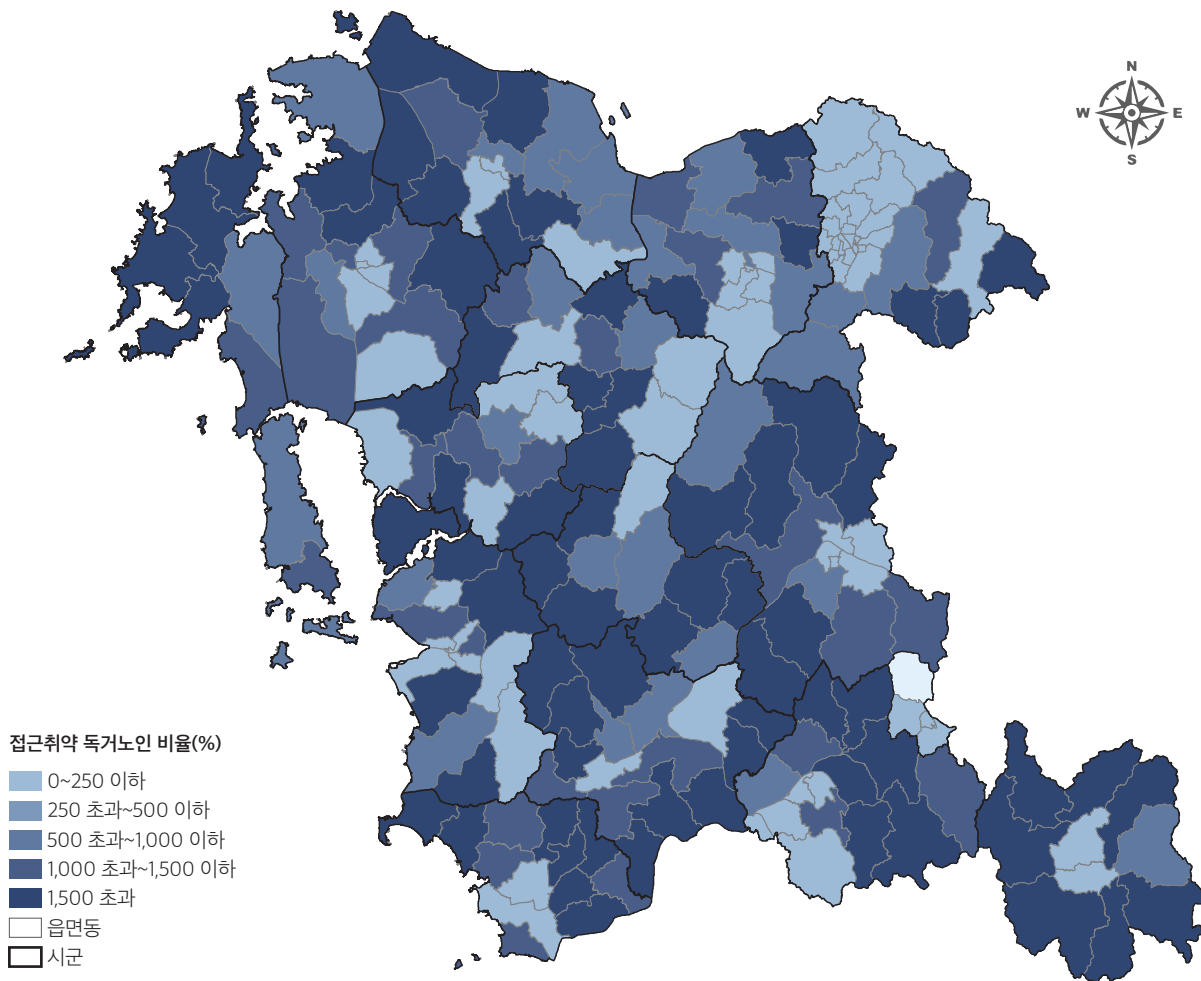 N
W
E
S
접근취약 독거노인 비율(%)
0~250 이하
250 초과~500 이하
500 초과~1,000 이하
1,000 초과~1,500 이하
1,500 초과
읍면동
시군